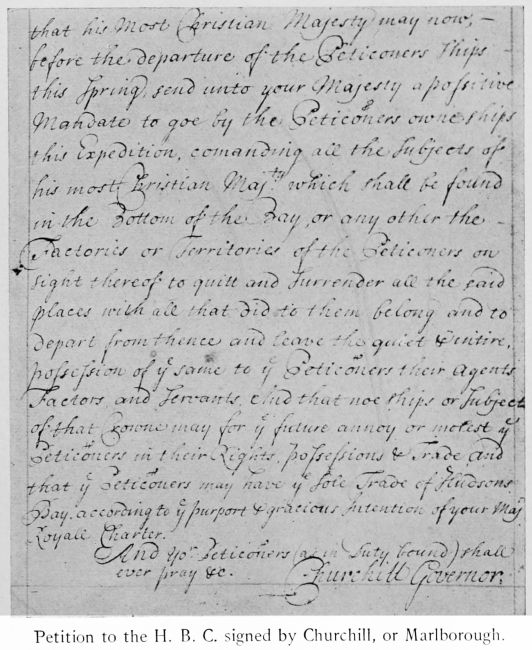 that his Most Christian Majesty may now, –
before the departure of the Peticoners Ships –
this Spring, send unto your Majesty a possitive
Mandate to goe by the Peticoners owne ships
this Expedition, comanding all the Subjects of
his most Christian Maj.ts which shall be found
in the Bottom of the Bay, or any other the –
Factories or Territories of the Peticoners on
sight thereof to quitt and Surrender all the said
places with all that did to them belong and to
depart from thence and leave the quiet & entire,
possession of ye same to ye Peticoners their Agents
Factors, and Servants, And that noe ships or Subjects
of that Crowne may for ye future annoy or molest ye
Peticoners in their Rights, possessions & Trade And
that ye Peticoners may have ye Sole Trade of Hudsons
Bay, according to ye purport & gracious Intention of your Maj
Royall Charter.
And yor Peticoners (as in duty bound) shall
ever pray &c. Churchill Governor.
Petition to the H. B. C. signed by Churchill, or Marlborough.